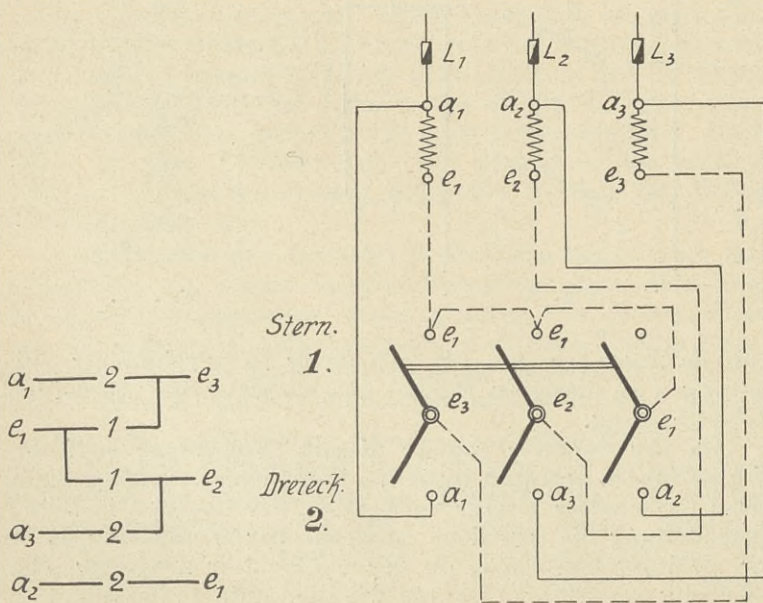 L₁ L₂ L₃
a₁ a₂ a₃
e₁ e₂ e₃
Stern.
1.
e₁ e₁
e₃ e₂ e₁
Dreieck.
2.
a₁ a₃ a₂
a₁ 2 e₃
e₁ 1
1 e₂
a₃ 2
a₂ 2 e₁